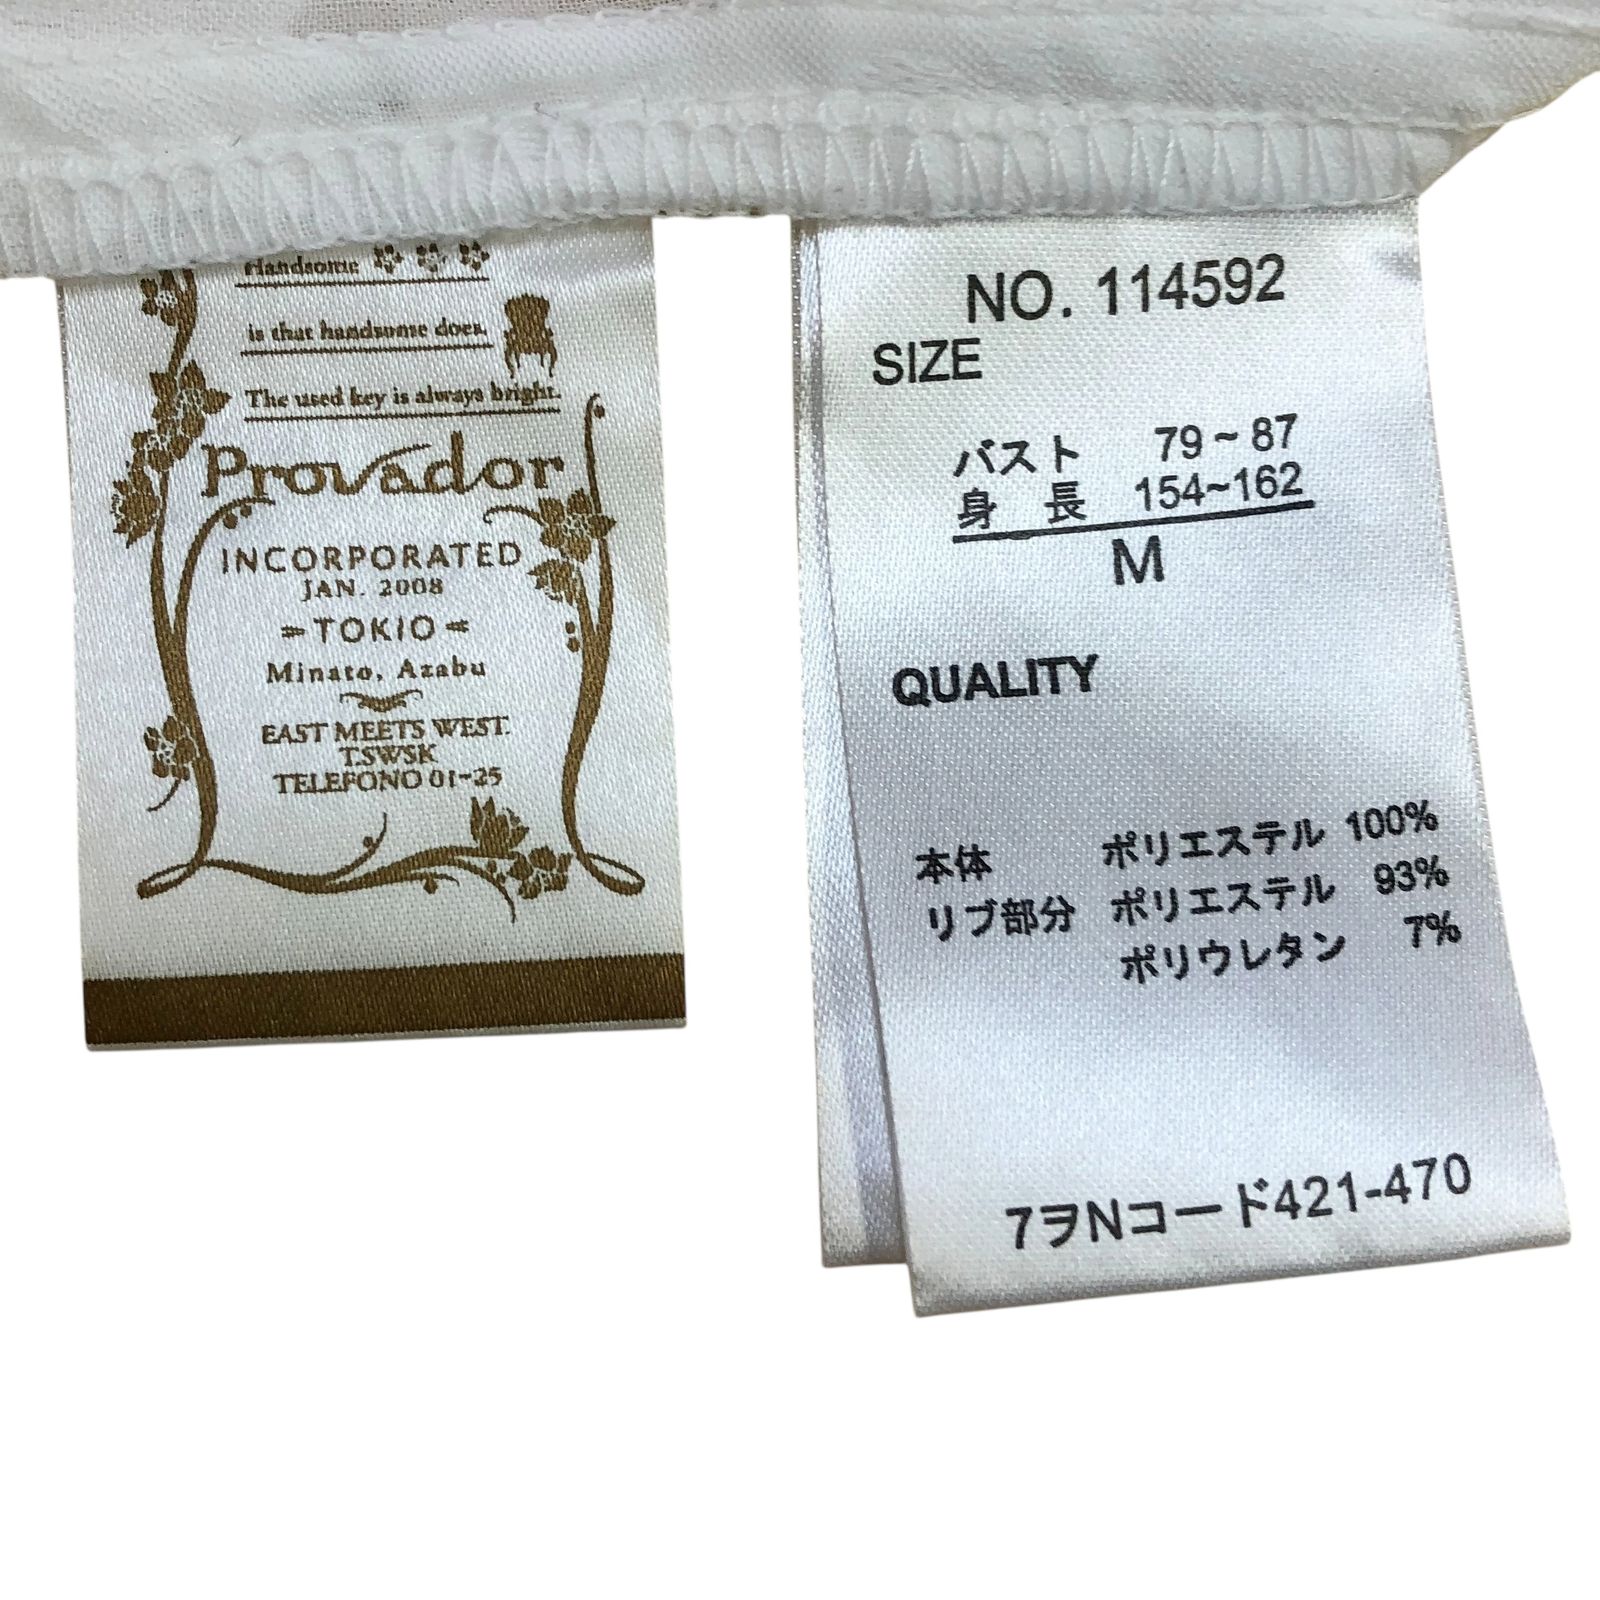 Handsome
is that handsome does.
The used key is always bright.
Provador
INCORPORATED
JAN. 2008
TOKIO
Minato, Azabu
EAST MEETS WEST.
T.SWSK
TELEFONO 01-25
NO. 114592
SIZE
バスト 79~87
身長 154~162
M
QUALITY
本体 ポリエステル 100%
リブ部分 ポリエステル 93%
ポリウレタン 7%
7ヲNコード421-470